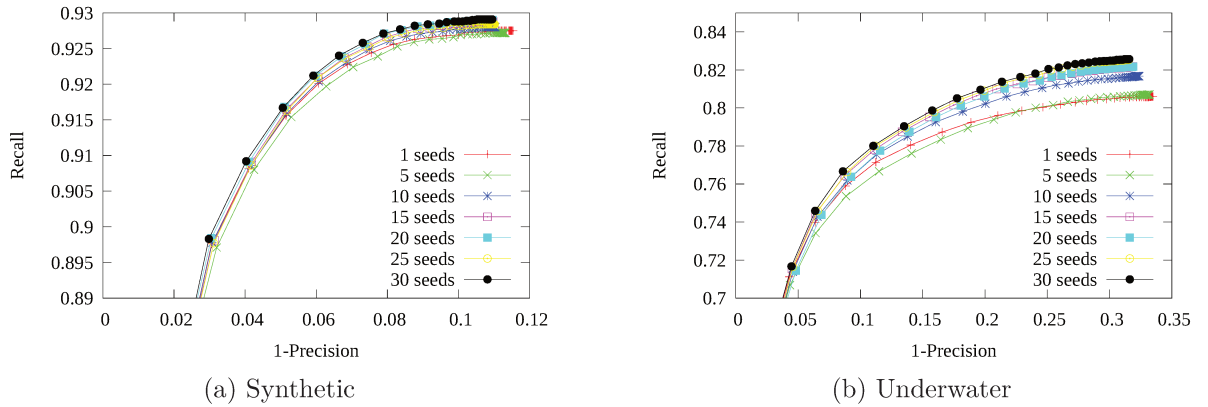 0.93
0.925
0.92
0.915
0.91
0.905
0.9
0.895
0.89
Recall
1 seeds
5 seeds
10 seeds
15 seeds
20 seeds
25 seeds
30 seeds
0 0.02 0.04 0.06 0.08 0.1 0.12
1-Precision
(a) Synthetic
0.84
0.82
0.8
0.78
0.76
0.74
0.72
0.7
Recall
1 seeds
5 seeds
10 seeds
15 seeds
20 seeds
25 seeds
30 seeds
0 0.05 0.1 0.15 0.2 0.25 0.3 0.35
1-Precision
(b) Underwater